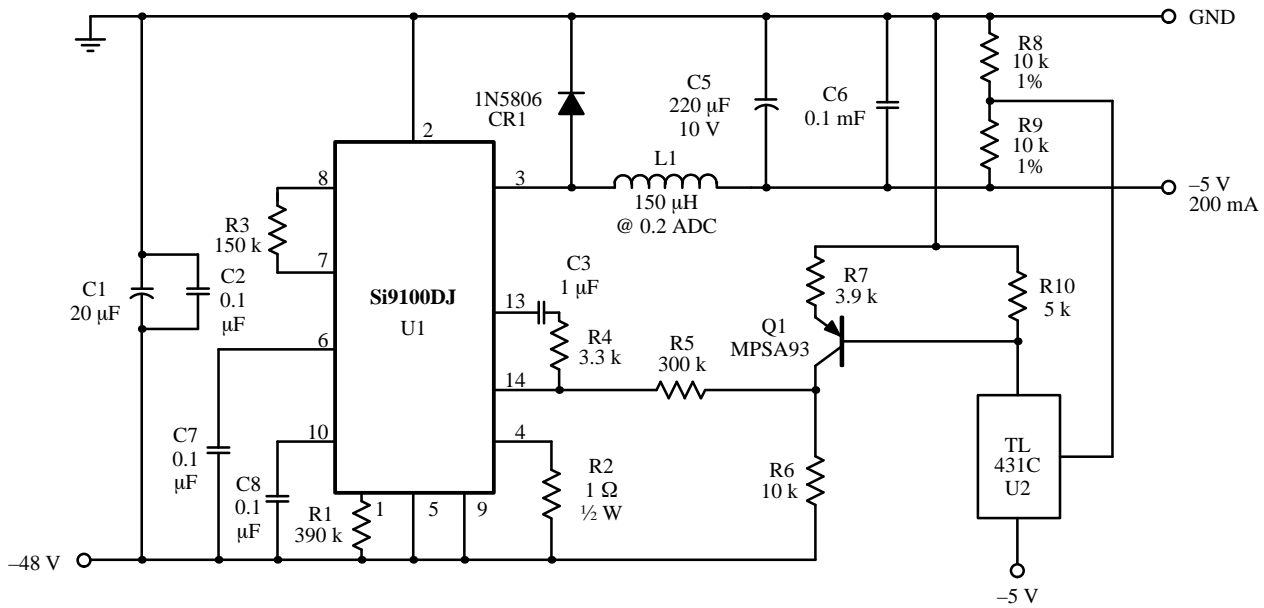 GND
R8
10 k
1%
1N5806
CR1
C5
220 µF
10 V
C6
0.1 mF
R9
10 k
1%
2
L1
150 µH
@ 0.2 ADC
–5 V
200 mA
8
3
R3
150 k
7
C1
20 µF
C2
0.1
µF
Si9100DJ
U1
C3
1 µF
13
R4
3.3 k
R7
3.9 k
R10
5 k
Q1
MPSA93
6
R5
300 k
14
C7
0.1
µF
10
4
C8
0.1
µF
R2
1 Ω
½ W
R6
10 k
TL
431C
U2
R1
390 k
1
5
9
–48 V
–5 V